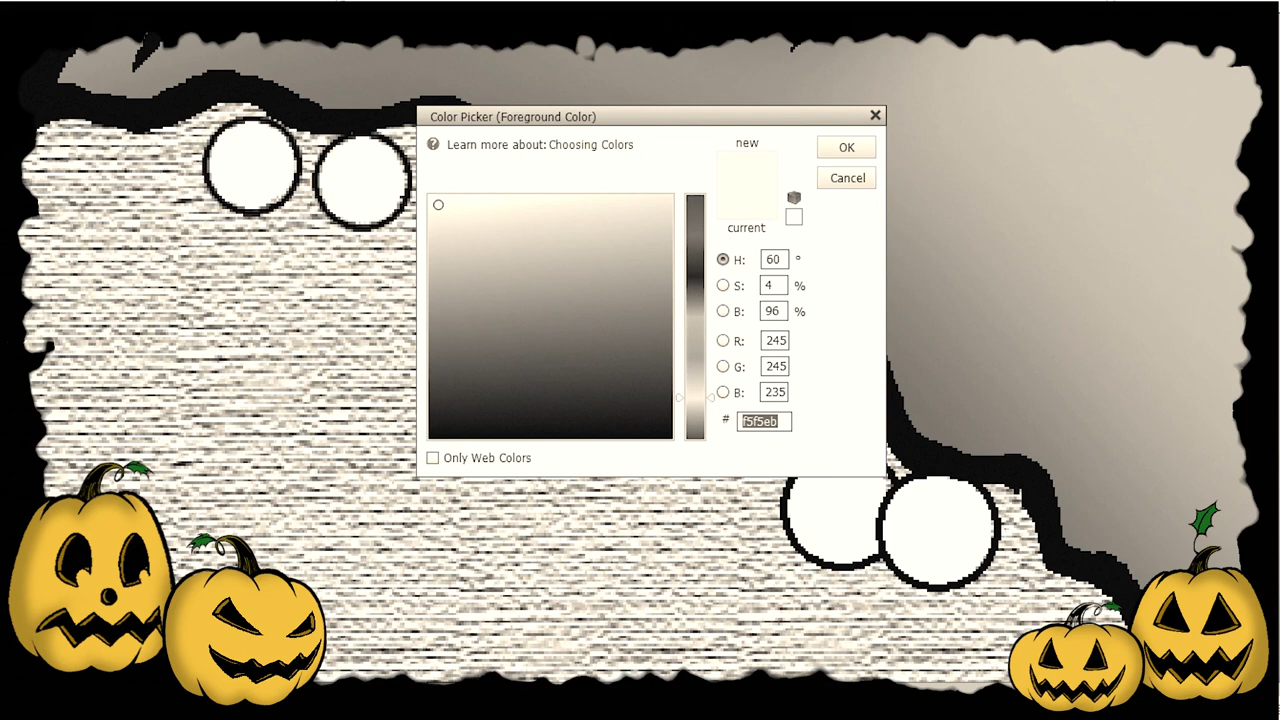 Color Picker (Foreground Color)
Learn more about: Choosing Colors
new
OK
Cancel
current
H: 60 °
S: 4 %
B: 96 %
R: 245
G: 245
B: 235
# f5f5eb
Only Web Colors